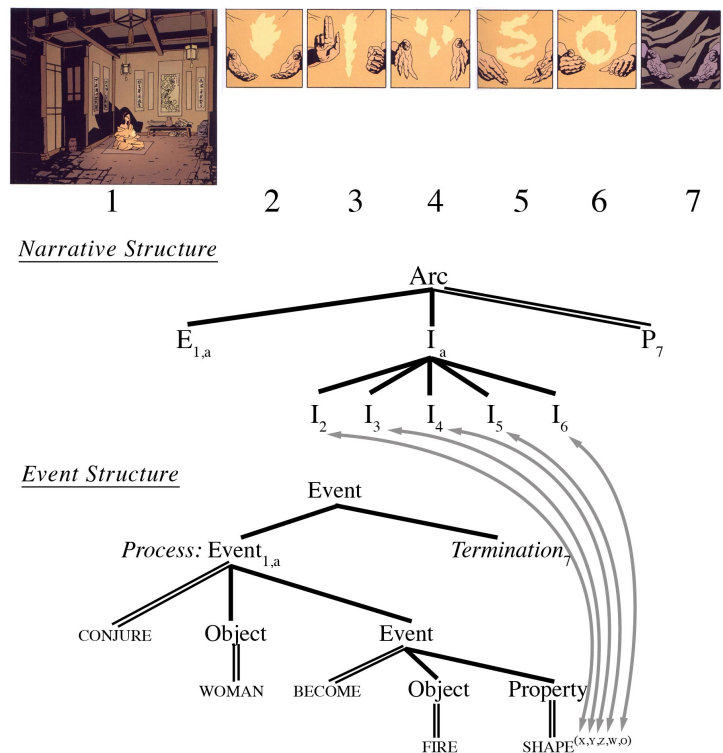 1 2 3 4 5 6 7
Narrative Structure
Arc
E1,a Ia P7
I2 I3 I4 I5 I6
Event Structure
Event
Process: Event1,a Termination7
CONJURE Object Event
WOMAN BECOME Object Property
FIRE SHAPE(X,Y,Z,W,O)